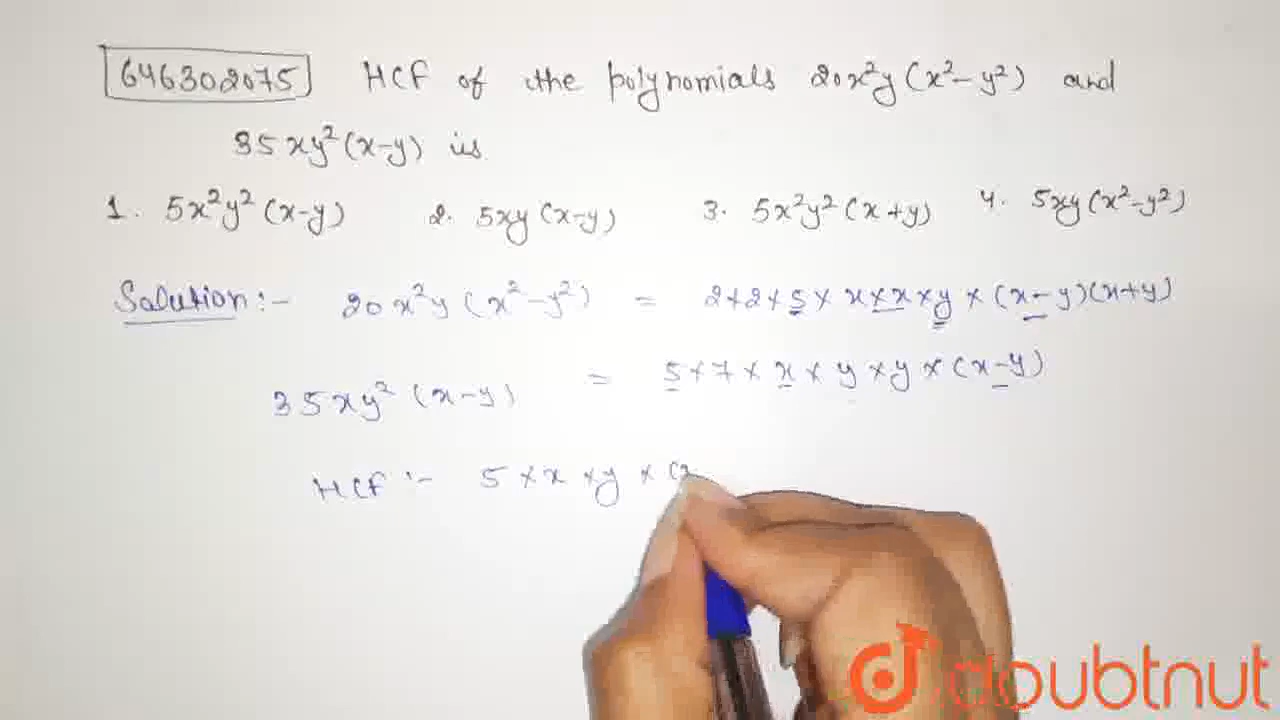 646302075 HCF of the polynomials 20x²y(x²-y²) and
35xy²(x-y) is
1. 5x²y²(x-y) 2. 5xy(x-y) 3. 5x²y²(x+y) 4. 5xy(x²-y²)
Solution:- 20x²y(x²-y²) = 2×2×5×x×x×y×(x-y)(x+y)
35xy²(x-y) = 5×7×x×y×y×(x-y)
HCF :- 5×x×y×(x
doubtnut